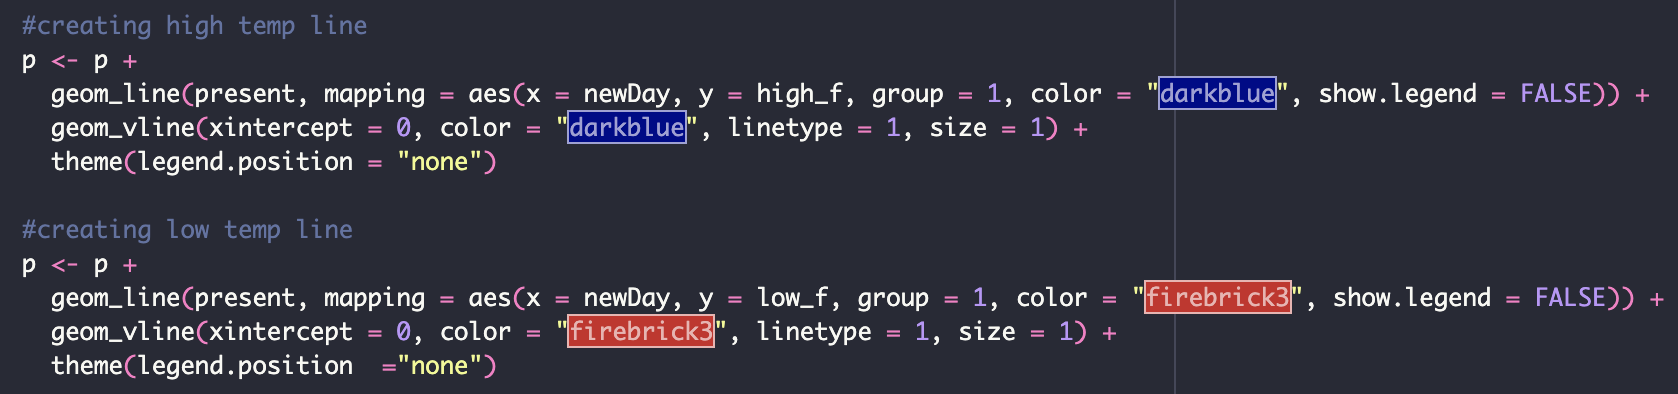 #creating high temp line
p <- p +
  geom_line(present, mapping = aes(x = newDay, y = high_f, group = 1, color = "darkblue", show.legend = FALSE)) +
  geom_vline(xintercept = 0, color = "darkblue", linetype = 1, size = 1) +
  theme(legend.position = "none")

#creating low temp line
p <- p +
  geom_line(present, mapping = aes(x = newDay, y = low_f, group = 1, color = "firebrick3", show.legend = FALSE)) +
  geom_vline(xintercept = 0, color = "firebrick3", linetype = 1, size = 1) +
  theme(legend.position  ="none")